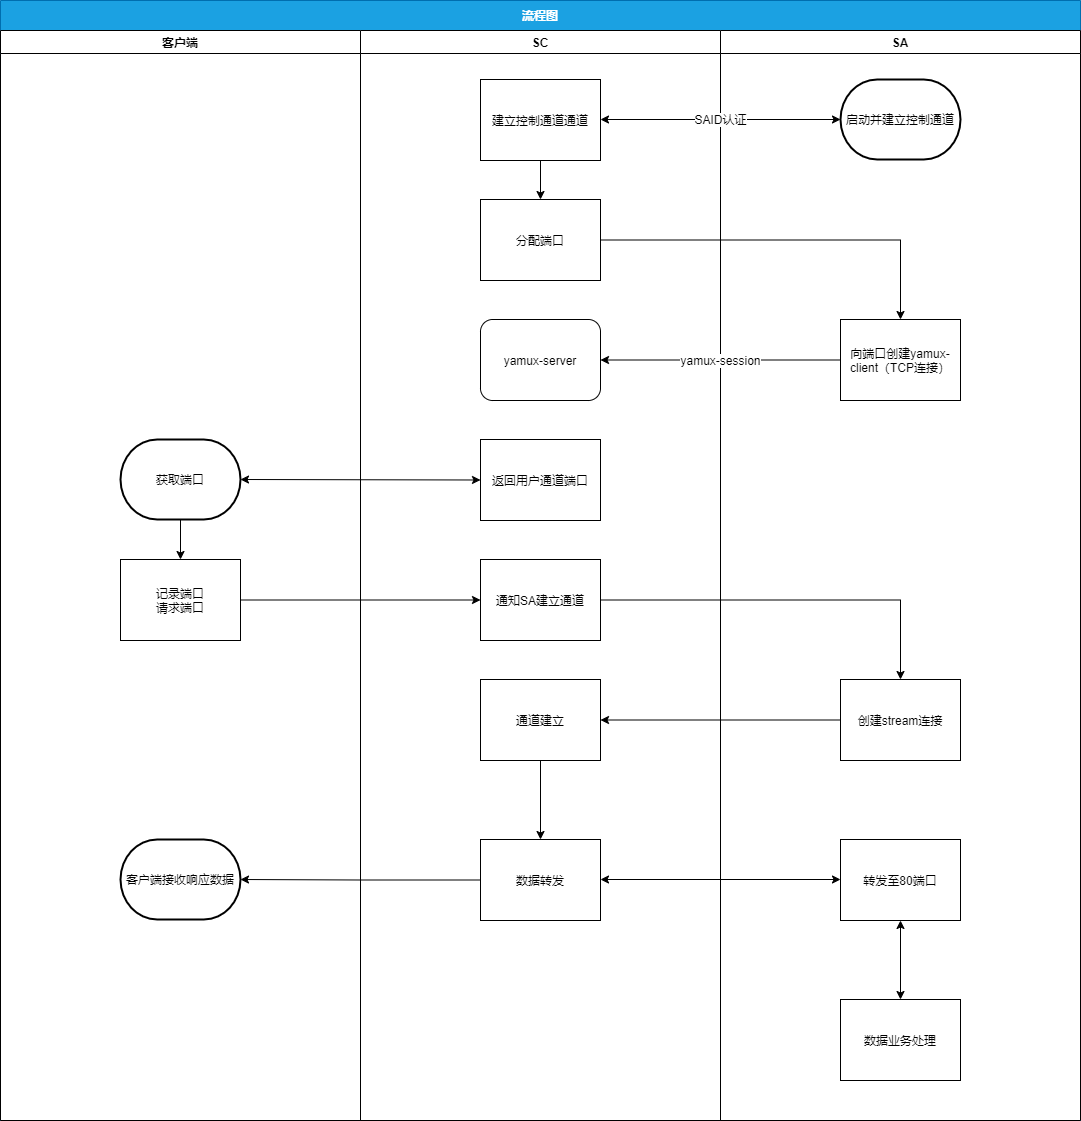 流程图
客户端
SC
SA
建立控制通道通道
SAID认证
启动并建立控制通道
分配端口
yamux-server
yamux-session
向端口创建yamux-
client（TCP连接）
获取端口
返回用户通道端口
记录端口
请求端口
通知SA建立通道
通道建立
创建stream连接
客户端接收响应数据
数据转发
转发至80端口
数据业务处理